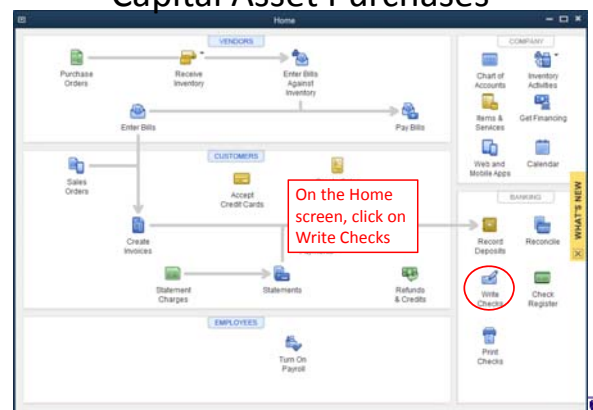 Capital Asset Purchases
Home
VENDORS
Purchase
Orders
Receive
Inventory
Enter Bills
Against
Inventory
Enter Bills
Pay Bills
CUSTOMERS
Sales
Orders
Accept
Credit Cards
Create
Invoices
Statement
Charges
Statements
Refunds
& Credits
On the Home
screen, click on
Write Checks
EMPLOYEES
Turn On
Payroll
COMPANY
Chart of
Accounts
Inventory
Activities
Items &
Services
Get Financing
Web and
Mobile Apps
Calendar
BANKING
Record
Deposits
Reconcile
Write
Checks
Check
Register
Print
Checks
WHAT'S NEW